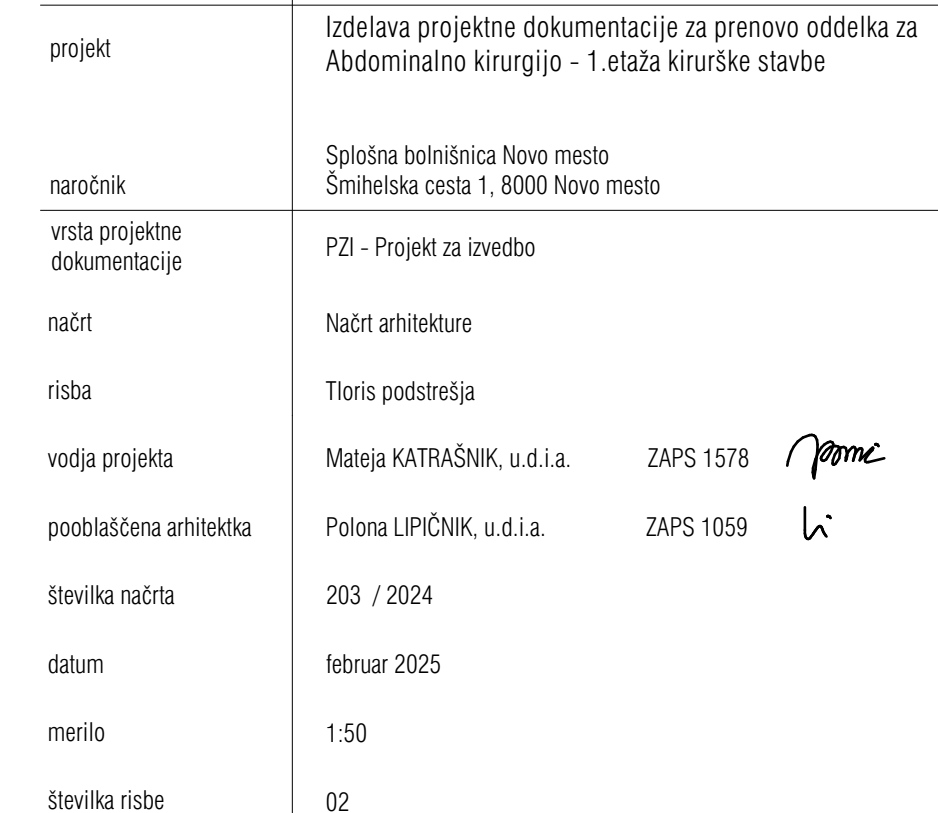 projekt
Izdelava projektne dokumentacije za prenovo oddelka za
Abdominalno kirurgijo - 1.etaža kirurške stavbe
naročnik
Splošna bolnišnica Novo mesto
Šmihelska cesta 1, 8000 Novo mesto
vrsta projektne
dokumentacije
PZI - Projekt za izvedbo
načrt
Načrt arhitekture
risba
Tloris podstrešja
vodja projekta
Mateja KATRAŠNIK, u.d.i.a.
ZAPS 1578
pooblaščena arhitektka
Polona LIPIČNIK, u.d.i.a.
ZAPS 1059
številka načrta
203 / 2024
datum
februar 2025
merilo
1:50
številka risbe
02